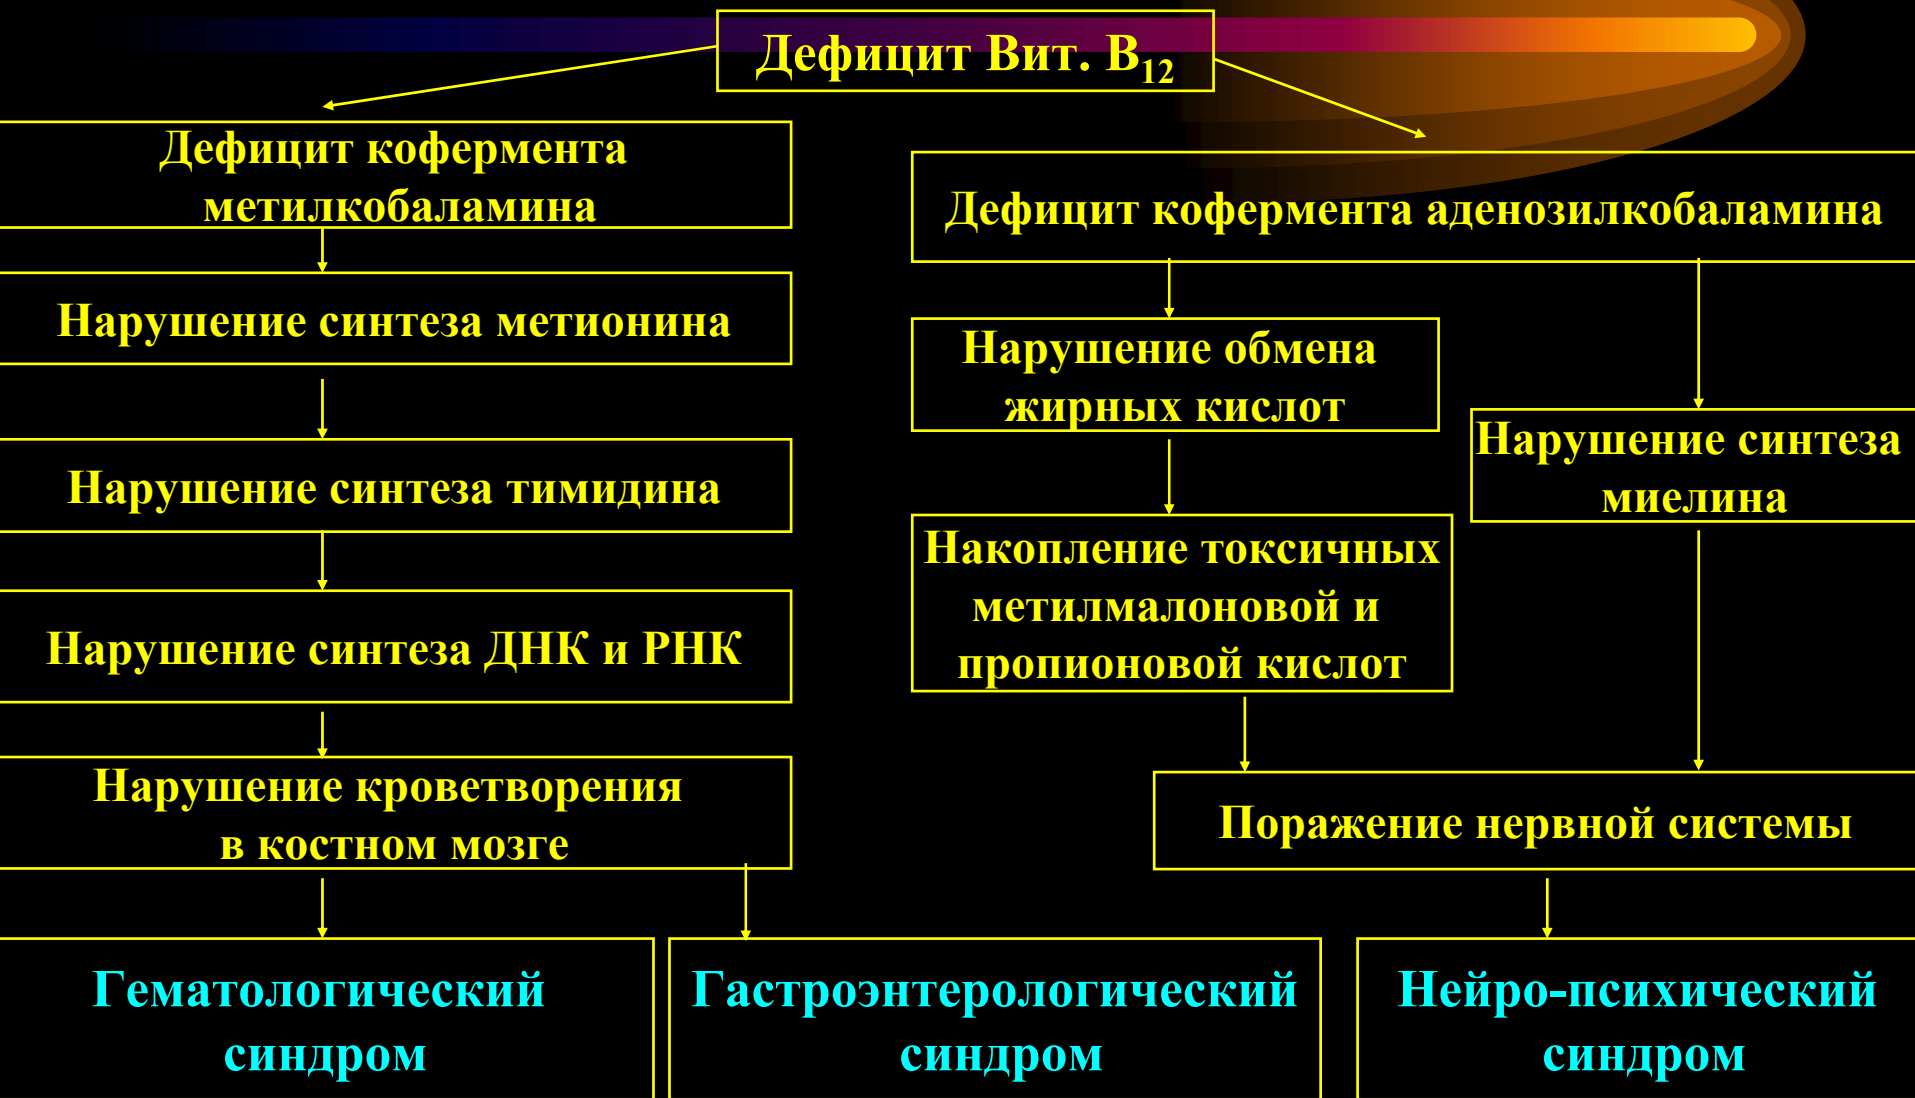 Дефицит Вит. В12
Дефицит кофермента
метилкобаламина
Нарушение синтеза метионина
Нарушение синтеза тимидина
Нарушение синтеза ДНК и РНК
Нарушение кроветворения
в костном мозге
Дефицит кофермента аденозилкобаламина
Нарушение обмена
жирных кислот
Нарушение синтеза
миелина
Накопление токсичных
метилмалоновой и
пропионовой кислот
Поражение нервной системы
Гематологический
синдром
Гастроэнтерологический
синдром
Нейро-психический
синдром